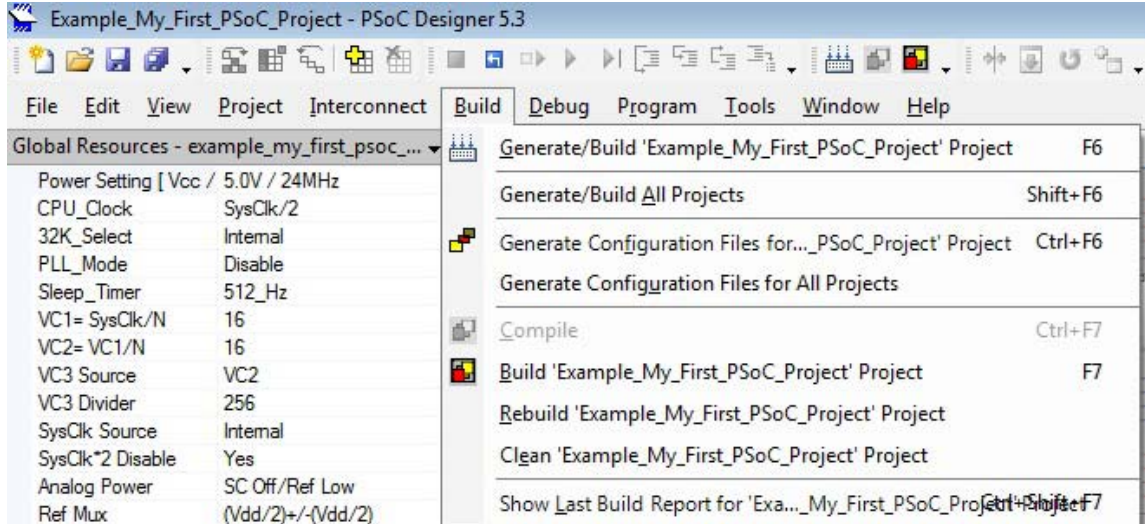 Example_My_First_PSoC_Project - PSoC Designer 5.3
File Edit View Project Interconnect Build Debug Program Tools Window Help
Global Resources - example_my_first_psoc_...
Power Setting [ Vcc / 5.0V / 24MHz
CPU_Clock SysClk/2
32K_Select Internal
PLL_Mode Disable
Sleep_Timer 512_Hz
VC1= SysClk/N 16
VC2= VC1/N 16
VC3 Source VC2
VC3 Divider 256
SysClk Source Internal
SysClk*2 Disable Yes
Analog Power SC Off/Ref Low
Ref Mux (Vdd/2)+/-(Vdd/2)
Generate/Build 'Example_My_First_PSoC_Project' Project F6
Generate/Build All Projects Shift+F6
Generate Configuration Files for..._PSoC_Project' Project Ctrl+F6
Generate Configuration Files for All Projects
Compile Ctrl+F7
Build 'Example_My_First_PSoC_Project' Project F7
Rebuild 'Example_My_First_PSoC_Project' Project
Clean 'Example_My_First_PSoC_Project' Project
Show Last Build Report for 'Exa..._My_First_PSoC_Project' Project Ctrl+Shift+F7